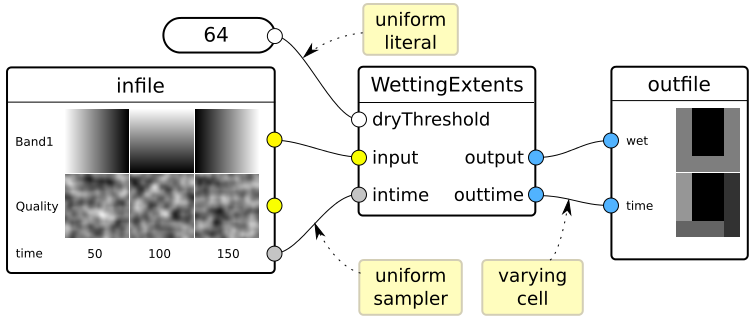 uniform
literal
64
infile
WettingExtents
outfile
Band1
dryThreshold
wet
input
output
Quality
intime
outtime
time
time
50
100
150
uniform
sampler
varying
cell